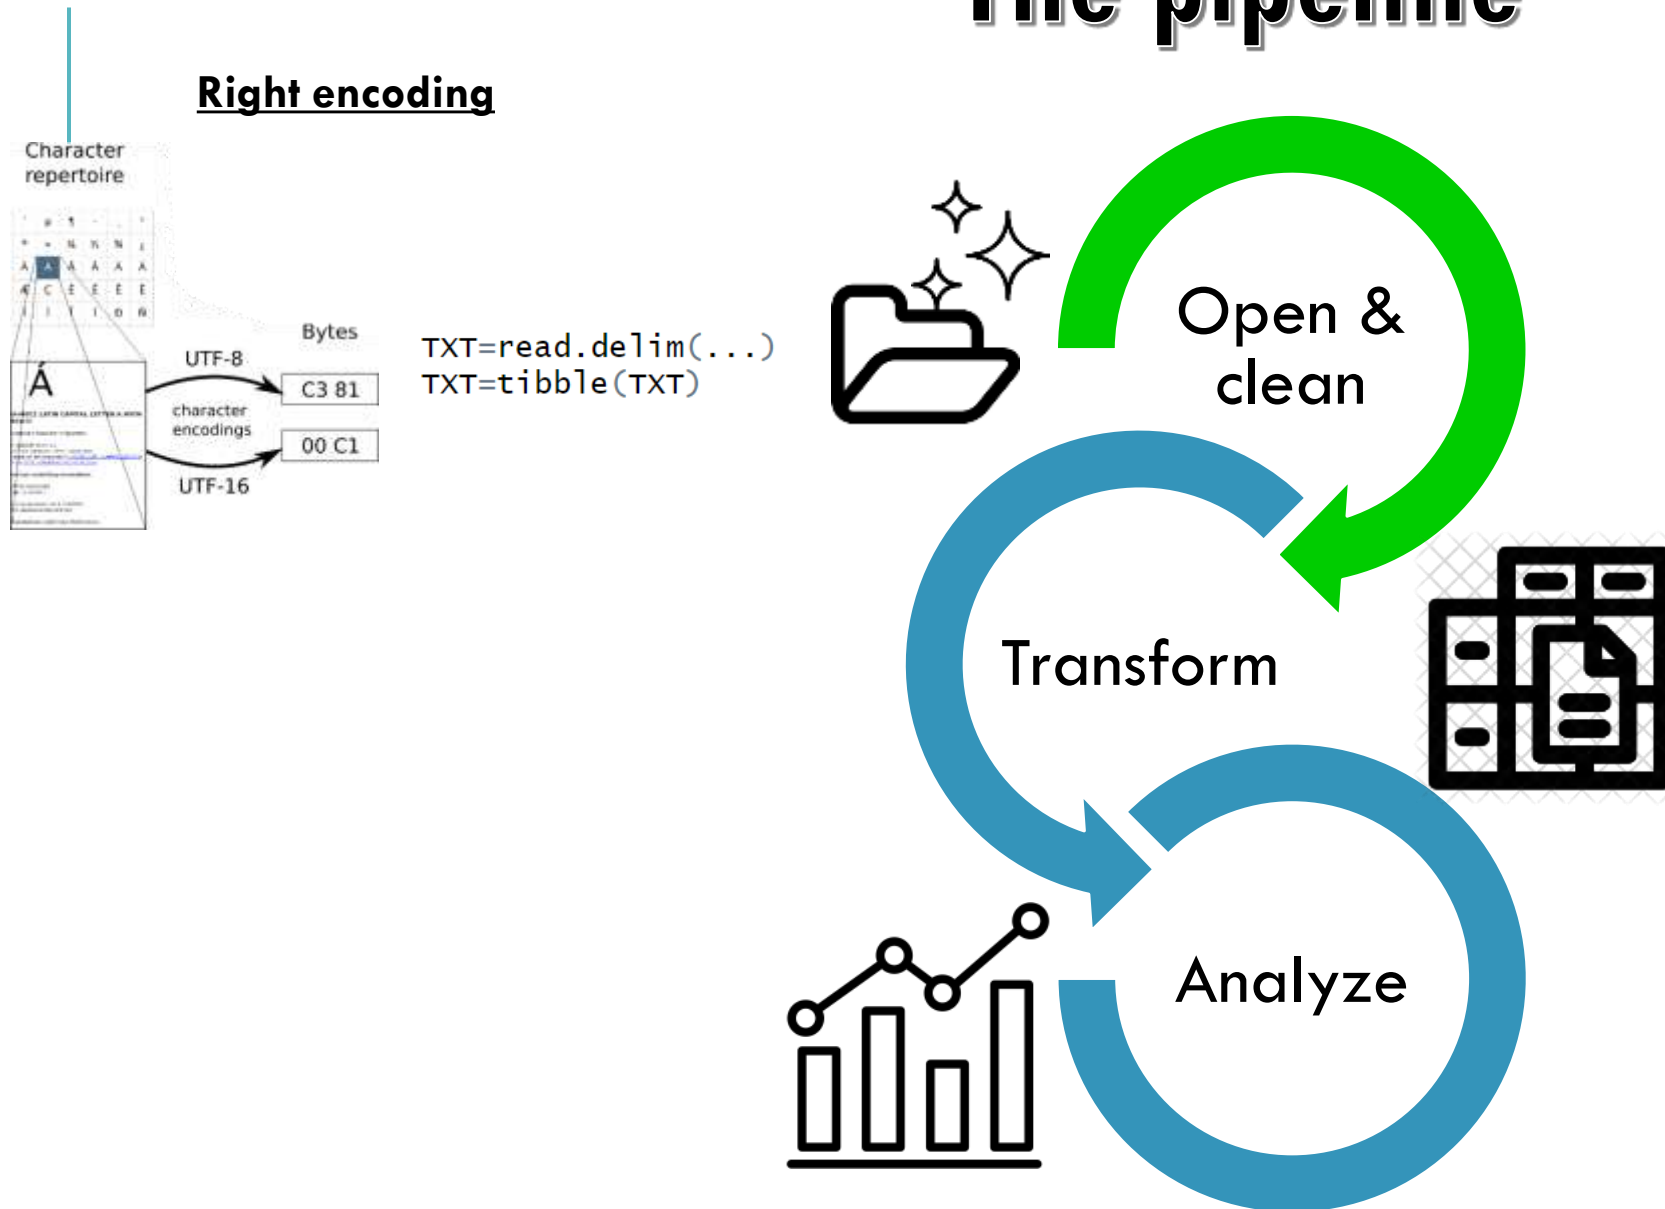 The pipeline
Right encoding
Character
repertoire
Á
UTF-8
character
encodings
UTF-16
Bytes
C3 81
00 C1
TXT=read.delim(...)
TXT=tibble(TXT)
Open &
clean
Transform
Analyze